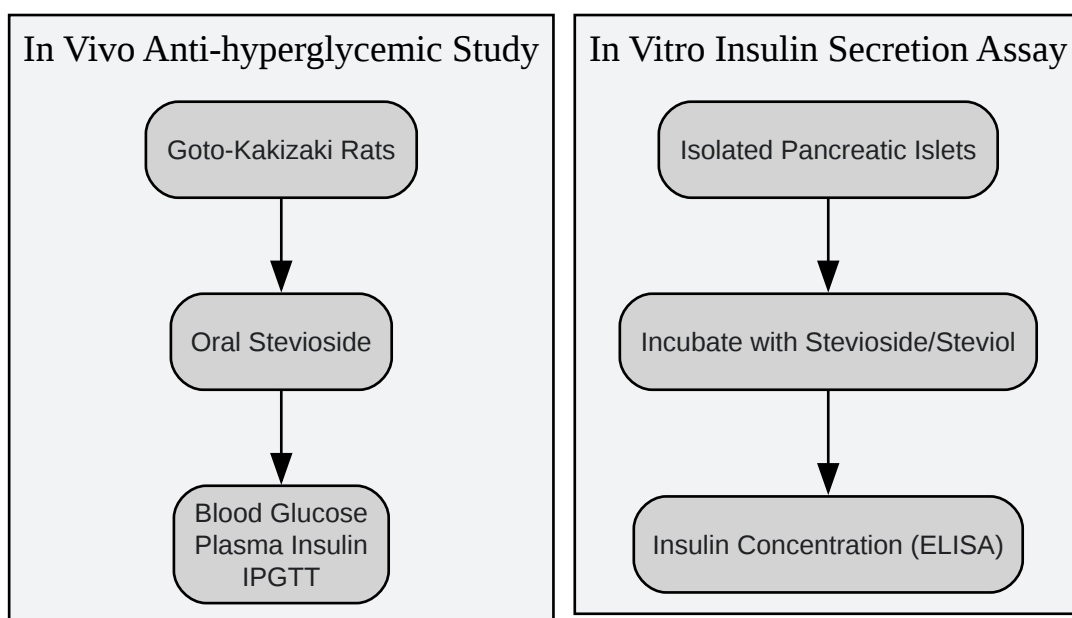 In Vivo Anti-hyperglycemic Study
Goto-Kakizaki Rats
Oral Stevioside
Blood Glucose
Plasma Insulin
IPGTT
In Vitro Insulin Secretion Assay
Isolated Pancreatic Islets
Incubate with Stevioside/Steviol
Insulin Concentration (ELISA)